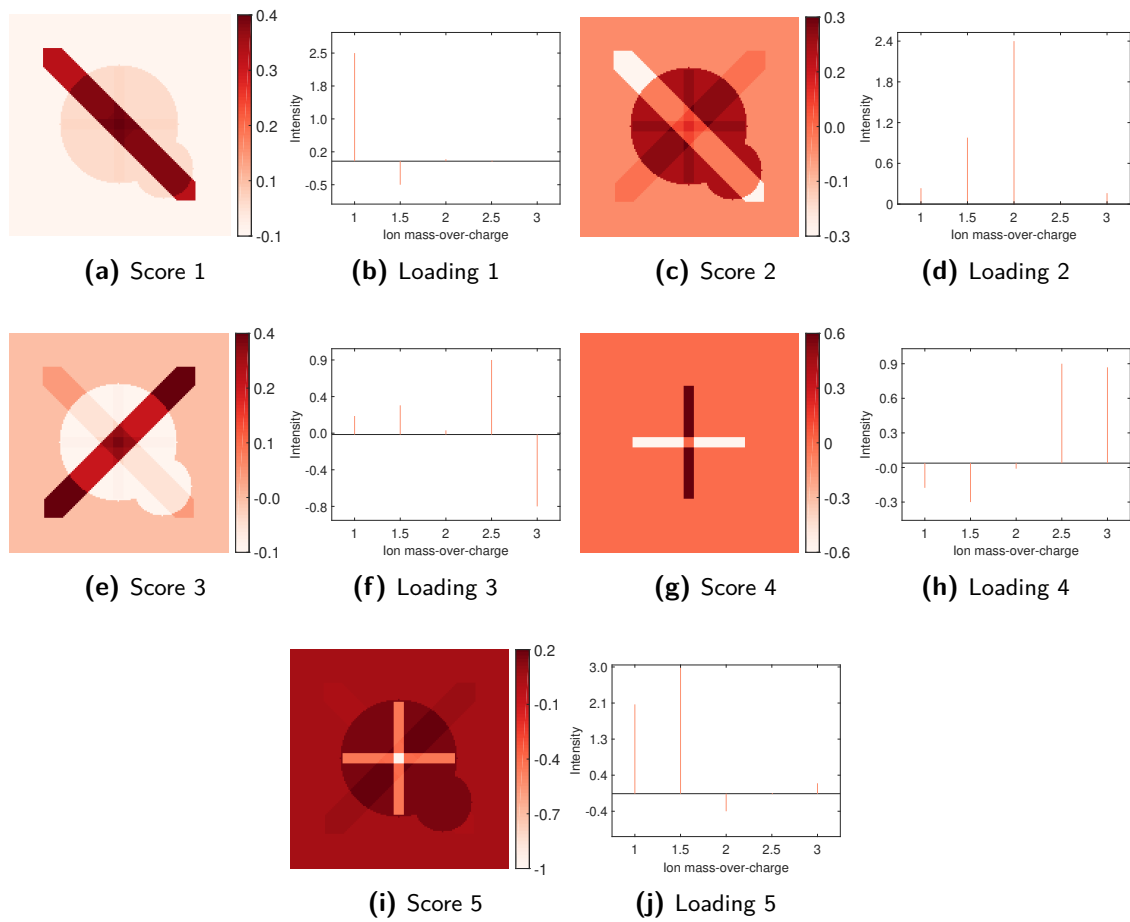 0.4
0.3
0.2
0.1
-0.1
2.5
1.8
1.0
0.2
-0.5
Intensity
1 1.5 2 2.5 3
Ion mass-over-charge
0.3
0.2
0.0
-0.1
-0.3
2.4
1.8
1.2
0.6
0
Intensity
1 1.5 2 2.5 3
Ion mass-over-charge
(a) Score 1
(b) Loading 1
(c) Score 2
(d) Loading 2
0.4
0.2
0.1
-0.0
-0.1
0.9
0.4
0.0
-0.4
-0.8
Intensity
1 1.5 2 2.5 3
Ion mass-over-charge
0.6
0.3
0
-0.3
-0.6
0.9
0.6
0.3
-0.0
-0.3
Intensity
1 1.5 2 2.5 3
Ion mass-over-charge
(e) Score 3
(f) Loading 3
(g) Score 4
(h) Loading 4
0.2
-0.1
-0.4
-0.7
-1
3.0
2.1
1.3
0.4
-0.4
Intensity
1 1.5 2 2.5 3
Ion mass-over-charge
(i) Score 5
(j) Loading 5